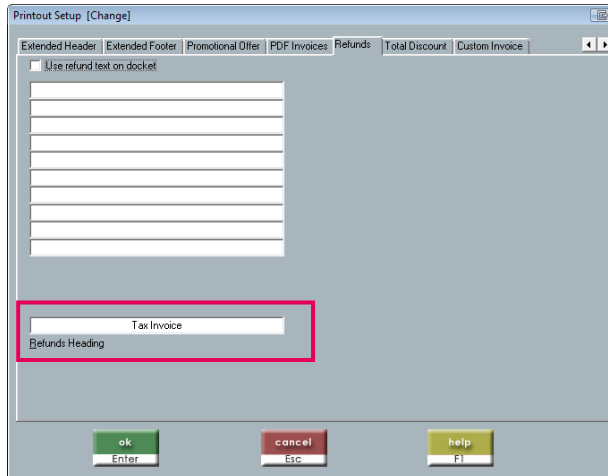 Printout Setup [Change]
Extended Header Extended Footer Promotional Offer PDF Invoices Refunds Total Discount Custom Invoice
Use refund text on docket
Tax Invoice
Refunds Heading
ok cancel help
Enter Esc F1